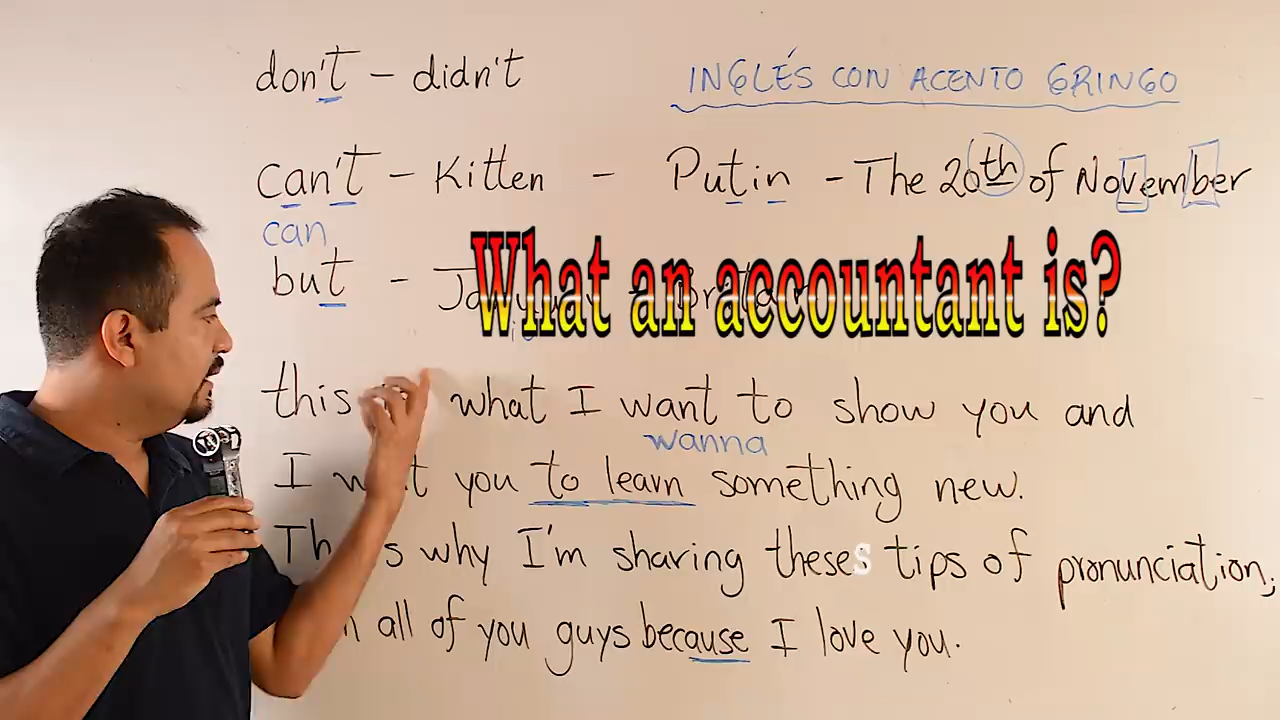 don't - didn't
INGLÉS CON ACENTO GRINGO
can't - Kitten - Putin - The 20th of November
can
but -
What an accountant is?
this what I want to show you and
wanna
I you to learn something new.
why I'm sharing theses tips of pronunciation,
all of you guys because I love you.